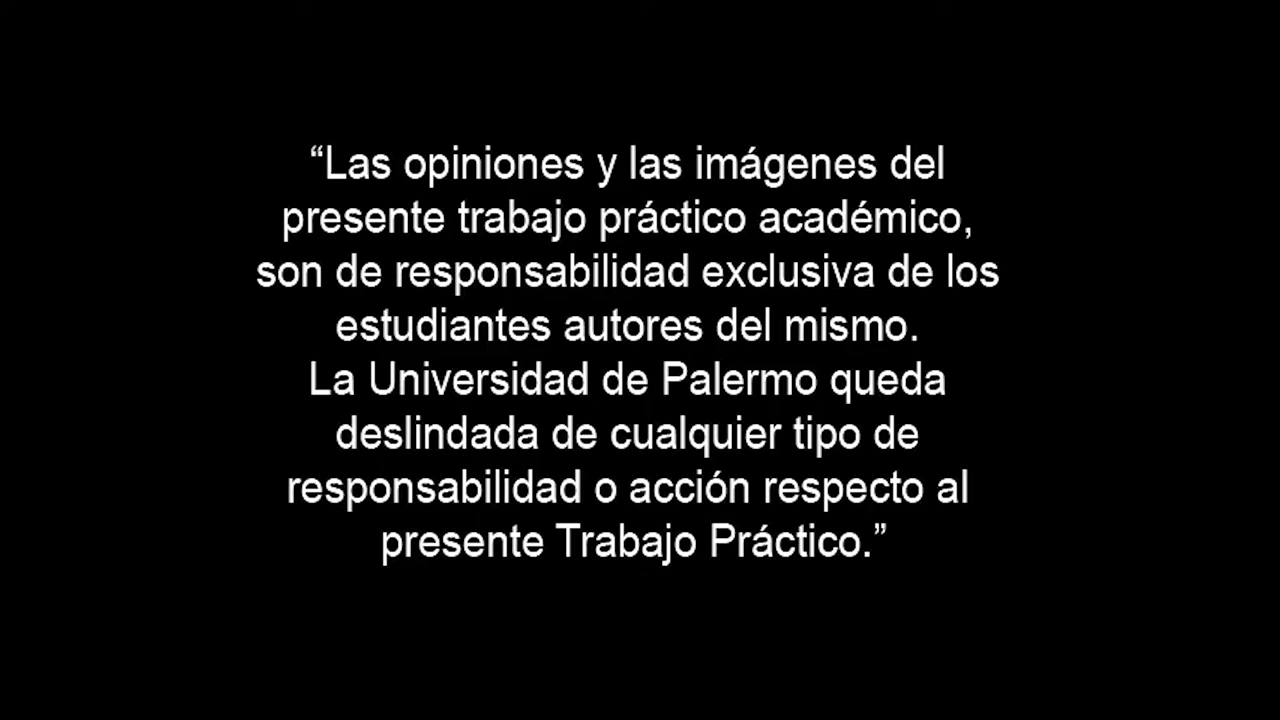 “Las opiniones y las imágenes del
presente trabajo práctico académico,
son de responsabilidad exclusiva de los
estudiantes autores del mismo.
La Universidad de Palermo queda
deslindada de cualquier tipo de
responsabilidad o acción respecto al
presente Trabajo Práctico.”